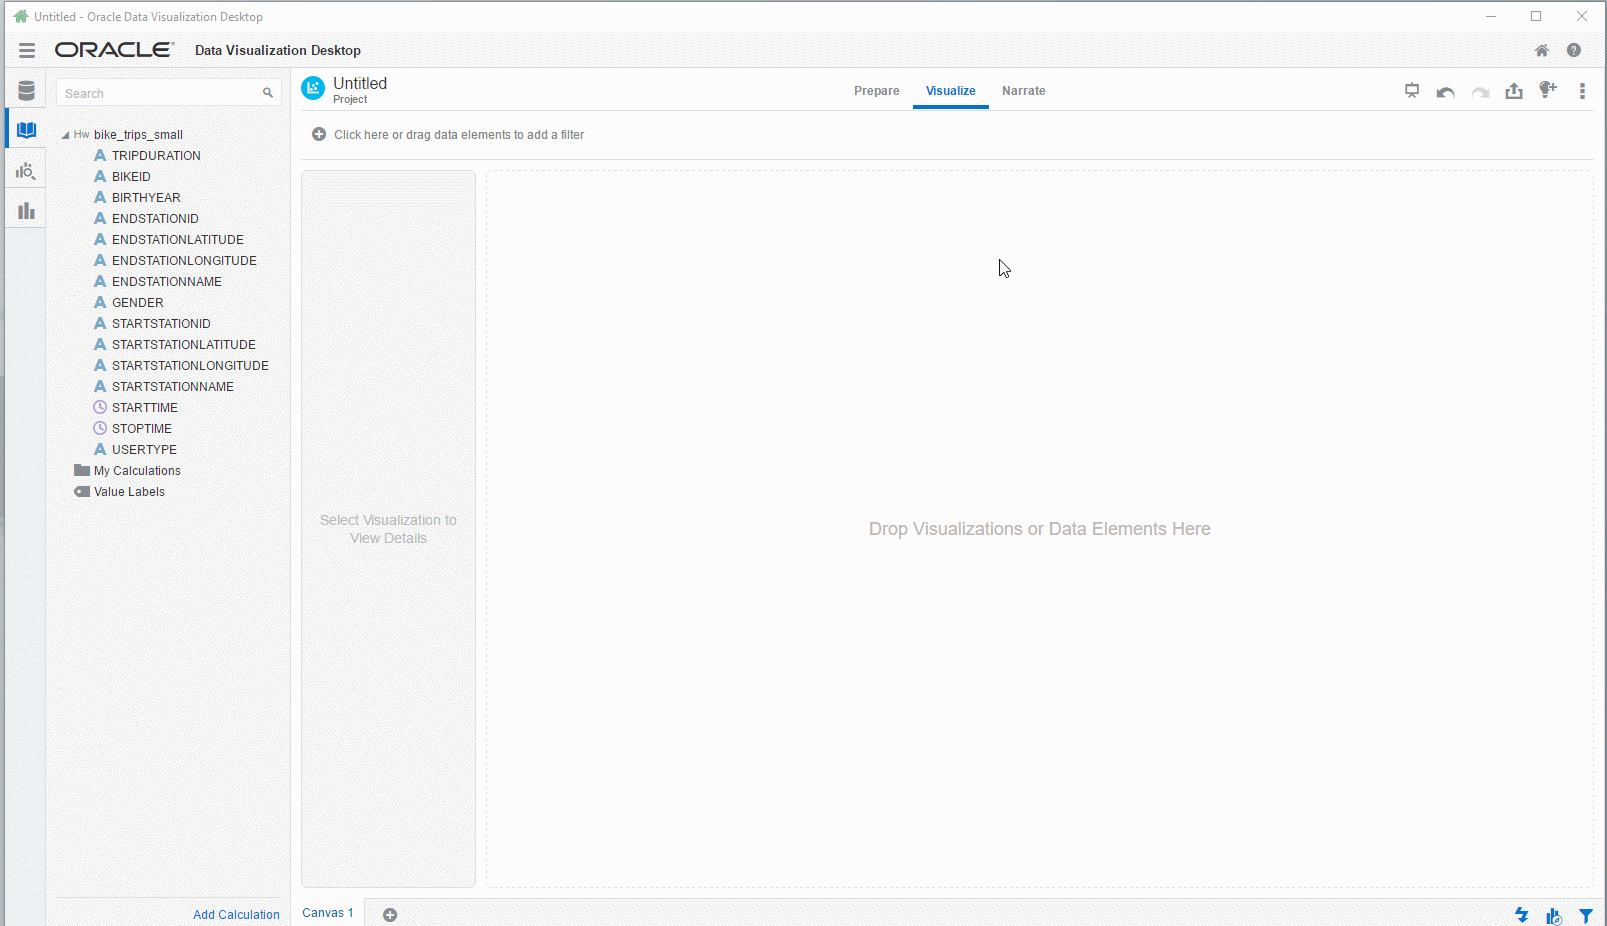 Untitled - Oracle Data Visualization Desktop
ORACLE® Data Visualization Desktop
Search
Hw bike_trips_small
A TRIPDURATION
A BIKEID
A BIRTHYEAR
A ENDSTATIONID
A ENDSTATIONLATITUDE
A ENDSTATIONLONGITUDE
A ENDSTATIONNAME
A GENDER
A STARTSTATIONID
A STARTSTATIONLATITUDE
A STARTSTATIONLONGITUDE
A STARTSTATIONNAME
STARTTIME
STOPTIME
A USERTYPE
My Calculations
Value Labels
Add Calculation
Untitled
Project
Prepare Visualize Narrate
Click here or drag data elements to add a filter
Select Visualization to
View Details
Drop Visualizations or Data Elements Here
Canvas 1